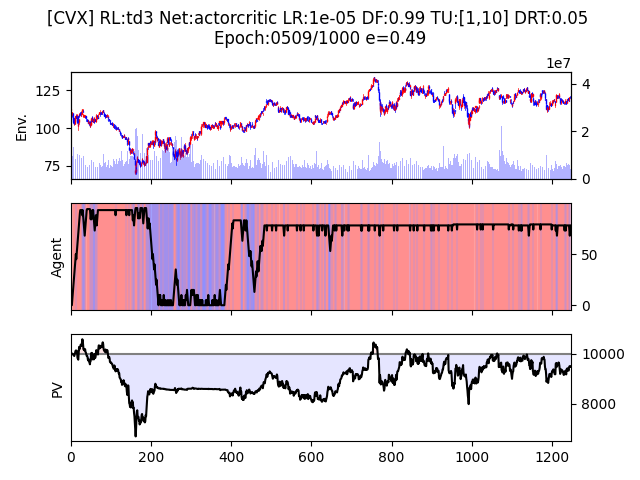 [CVX] RL:td3 Net:actorcritic LR:1e-05 DF:0.99 TU:[1,10] DRT:0.05
Epoch:0509/1000 e=0.49
1e7
125
100
75
Env.
4
2
0
Agent
50
0
PV
10000
8000
0
200
400
600
800
1000
1200